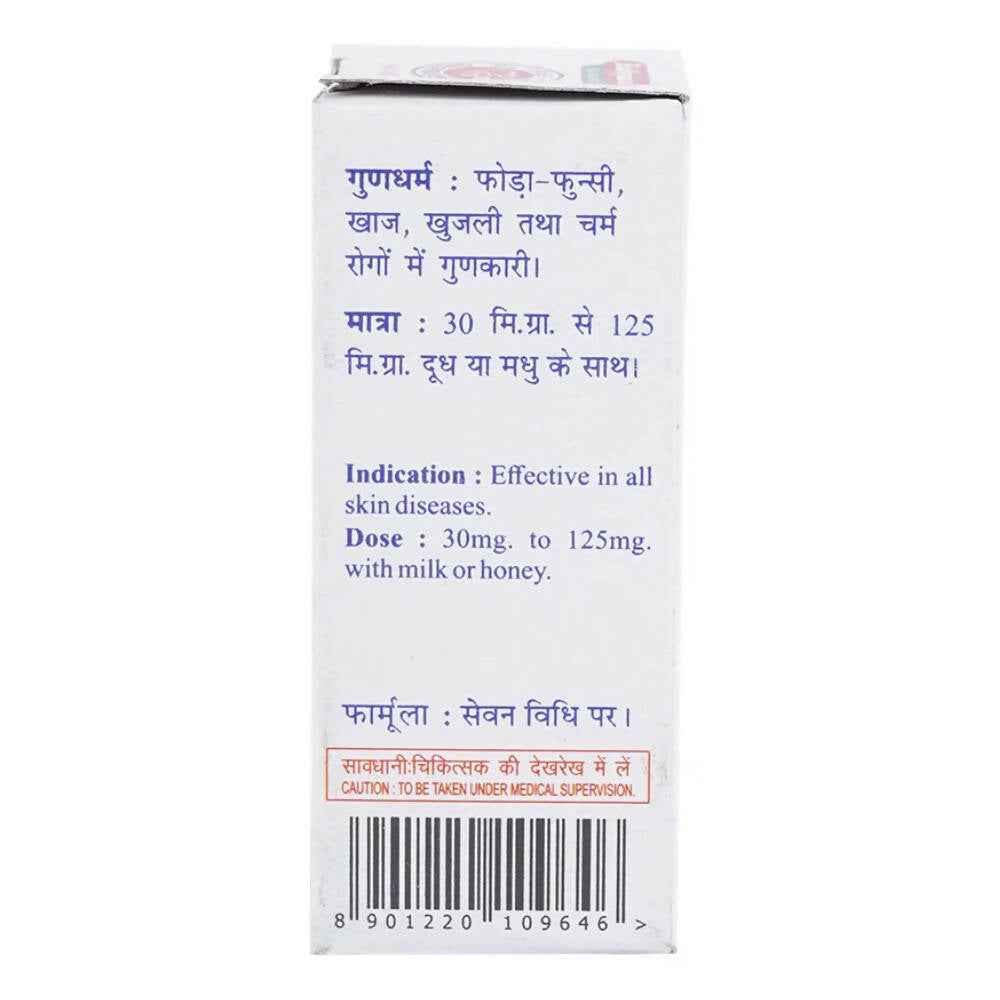 गुणधर्म : फोड़ा-फुन्सी,
खाज, खुजली तथा चर्म
रोगों में गुणकारी।
मात्रा : 30 मि.ग्रा. से 125
मि.ग्रा. दूध या मधु के साथ।
Indication : Effective in all
skin diseases.
Dose : 30mg. to 125mg.
with milk or honey.
फार्मूला : सेवन विधि पर।
सावधानी:चिकित्सक की देखरेख में लें
CAUTION : TO BE TAKEN UNDER MEDICAL SUPERVISION.
8 901220 109646 >